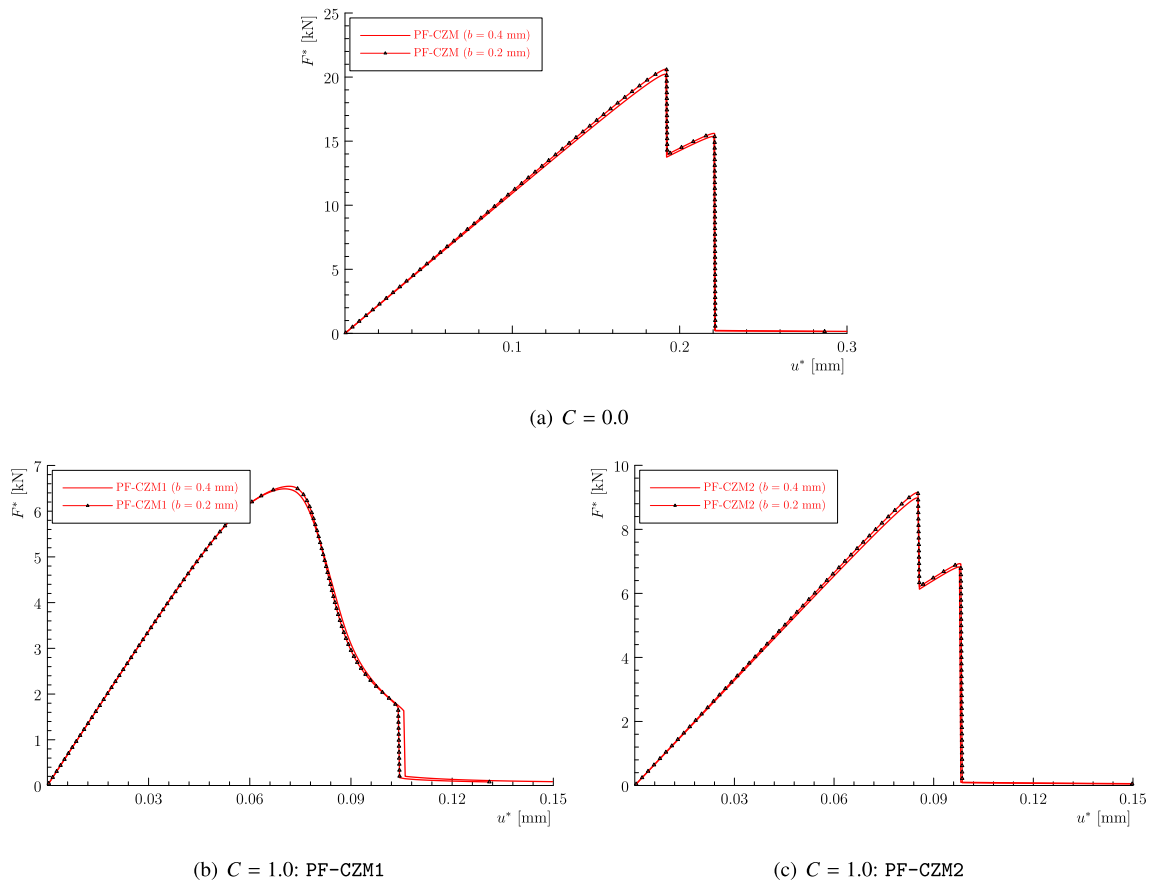 F* [kN]
PF-CZM (b = 0.4 mm)
PF-CZM (b = 0.2 mm)
25
20
15
10
5
0
0.1
0.2
0.3
u* [mm]
(a) C = 0.0
F* [kN]
PF-CZM1 (b = 0.4 mm)
PF-CZM1 (b = 0.2 mm)
7
6
5
4
3
2
1
0
0.03
0.06
0.09
0.12
0.15
u* [mm]
(b) C = 1.0: PF-CZM1
F* [kN]
PF-CZM2 (b = 0.4 mm)
PF-CZM2 (b = 0.2 mm)
10
8
6
4
2
0
0.03
0.06
0.09
0.12
0.15
u* [mm]
(c) C = 1.0: PF-CZM2